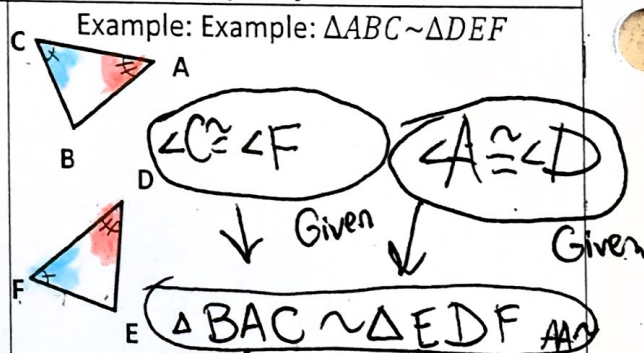 Example: Example: ΔABC~ΔDEF
C
A
B
∠C≅∠F
∠A≅∠D
D
Given
Given
F
E
ΔBAC ~ ΔEDF AA~